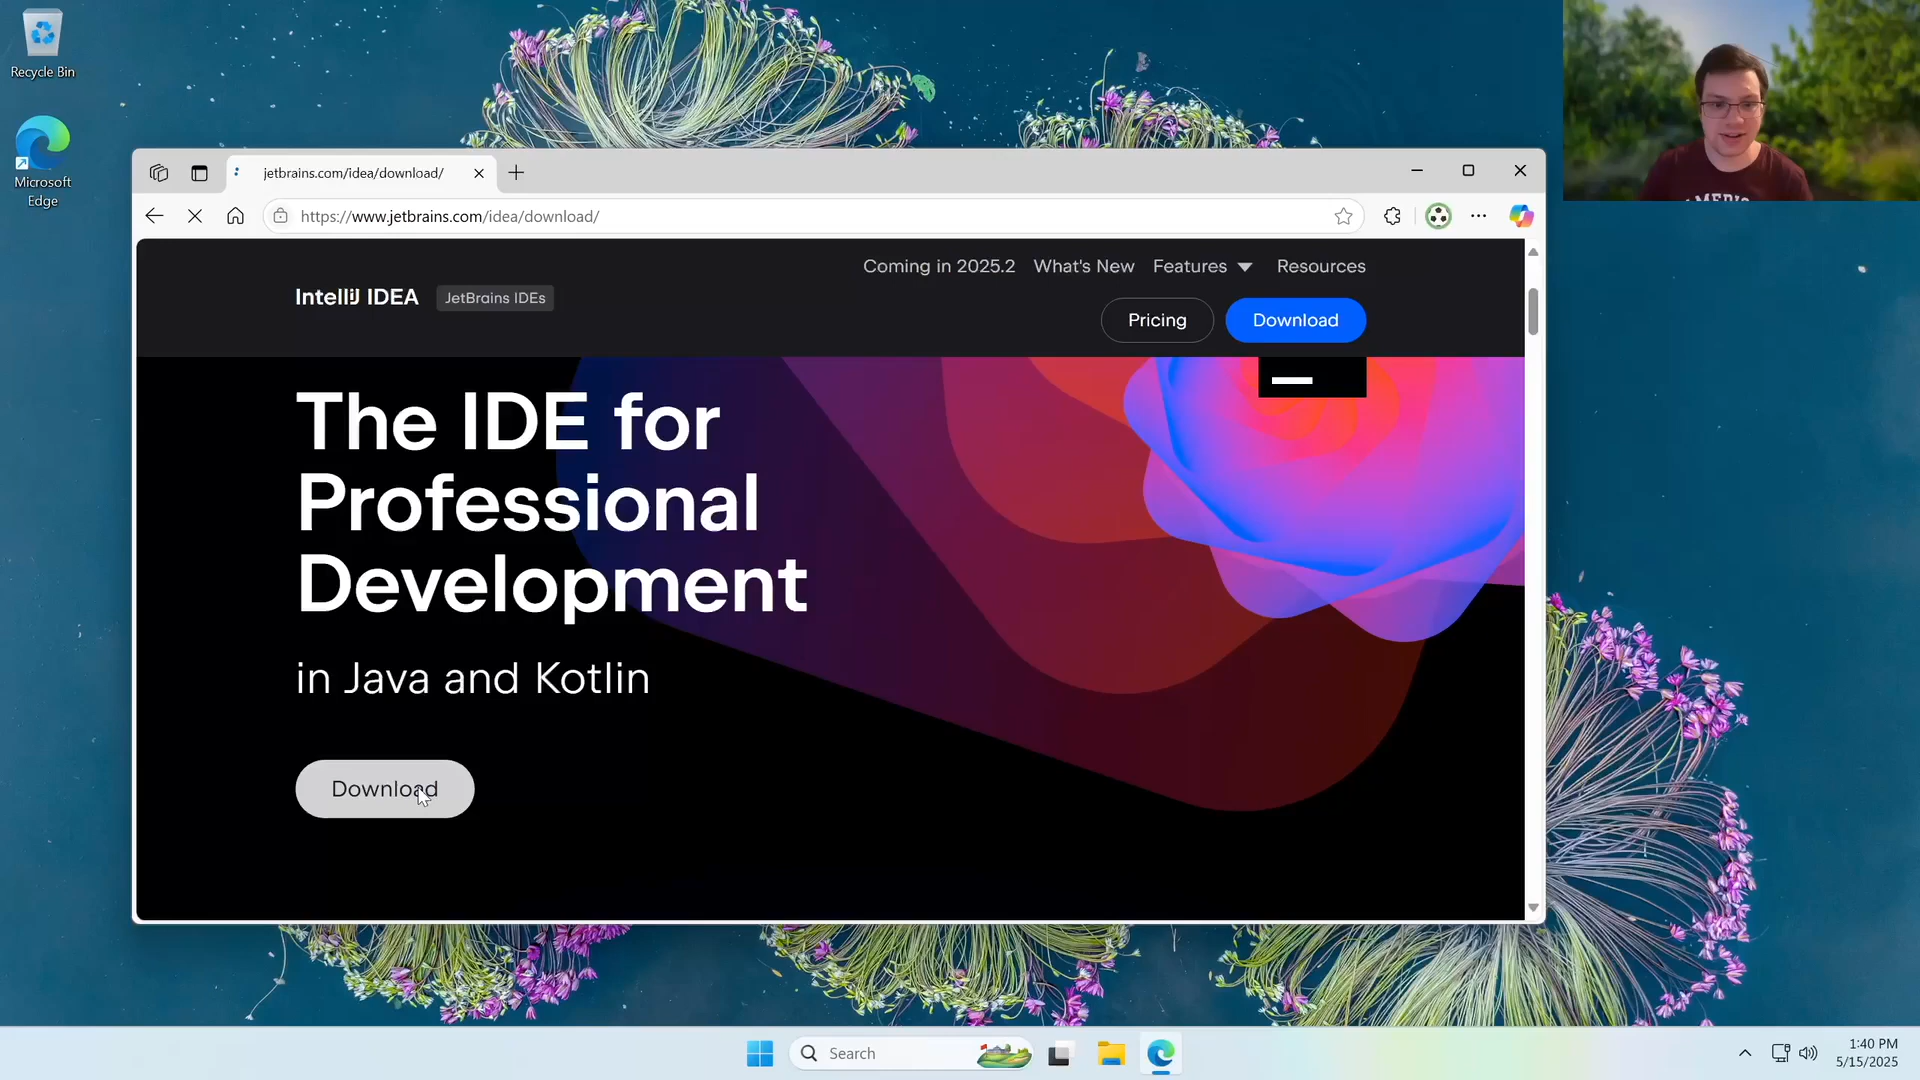 Recycle Bin
Microsoft
Edge
jetbrains.com/idea/download/
https://www.jetbrains.com/idea/download/
Coming in 2025.2 What's New Features Resources
IntelliJ IDEA JetBrains IDEs
Pricing Download
The IDE for
Professional
Development
in Java and Kotlin
Download
Search
1:40 PM
5/15/2025